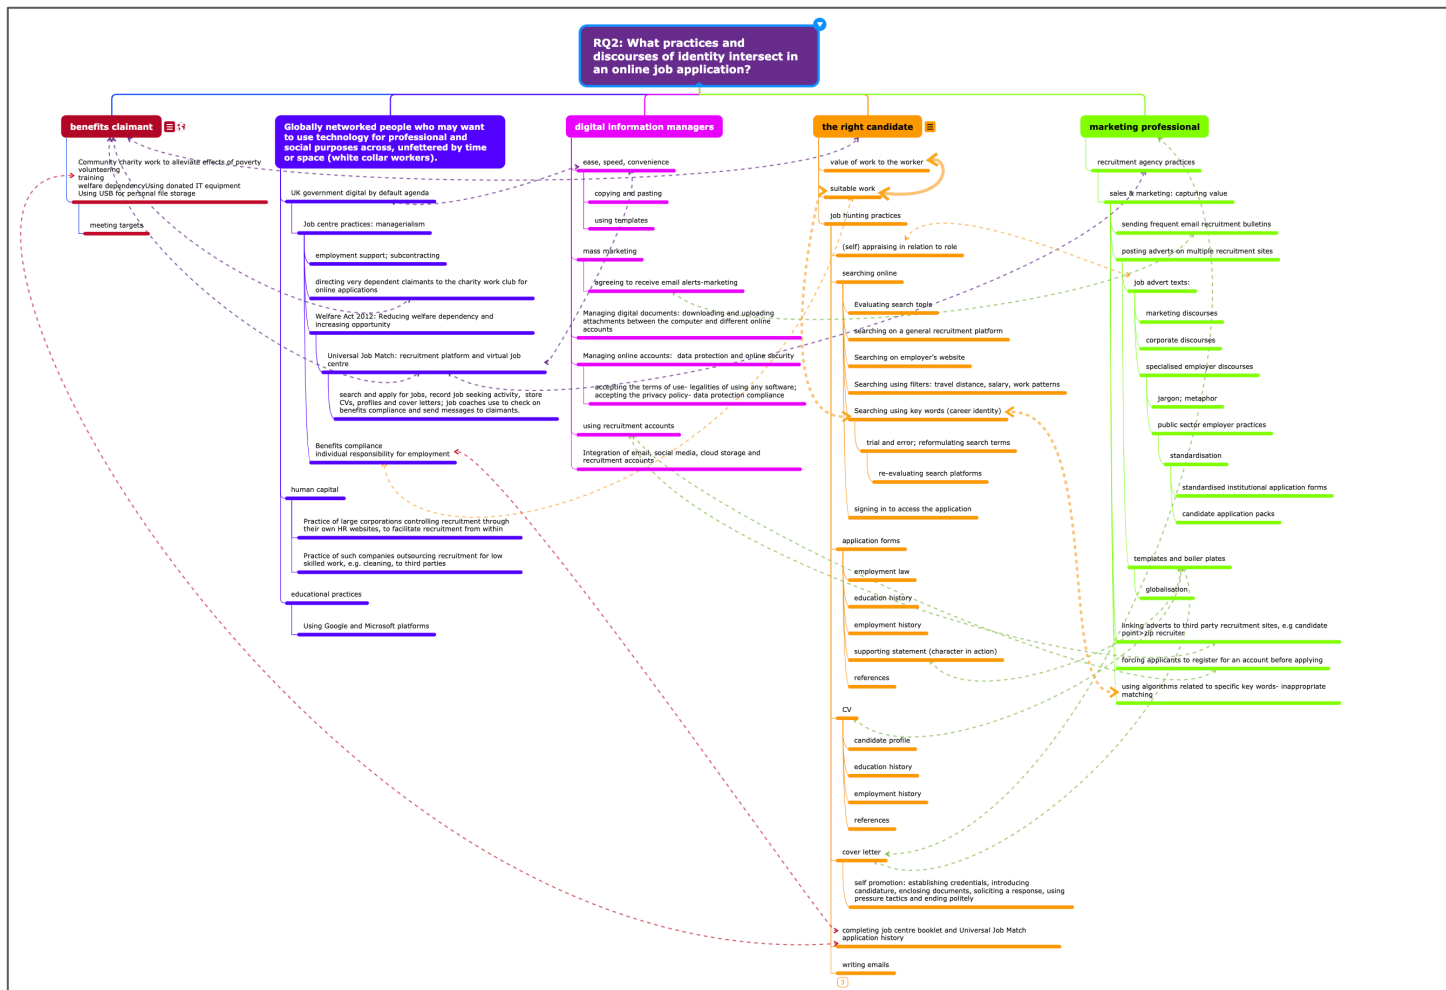 RQ2: What practices and
discourses of identity intersect in
an online job application?
benefits claimant
Community charity work to alleviate effects of poverty
volunteering
training
welfare dependencyUsing donated IT equipment
Using USB for personal file storage
meeting targets
Globally networked people who may want
to use technology for professional and
social purposes across, unfettered by time
or space (white collar workers).
UK government digital by default agenda
Job centre practices: managerialism
employment support; subcontracting
directing very dependent claimants to the charity work club for
online applications
Welfare Act 2012: Reducing welfare dependency and
increasing opportunity
Universal Job Match: recruitment platform and virtual job
centre
search and apply for jobs, record job seeking activity,  store
CVs, profiles and cover letters; job coaches use to check on
benefits compliance and send messages to claimants.
Benefits compliance
individual responsibility for employment
human capital
Practice of large corporations controlling recruitment through
their own HR websites, to facilitate recruitment from within
Practice of such companies outsourcing recruitment for low
skilled work, e.g. cleaning, to third parties
educational practices
Using Google and Microsoft platforms
digital information managers
ease, speed, convenience
copying and pasting
using templates
mass marketing
agreeing to receive email alerts-marketing
Managing digital documents: downloading and uploading
attachments between the computer and different online
accounts
Managing online accounts:  data protection and online security
accepting the terms of use- legalities of using any software;
accepting the privacy policy- data protection compliance
using recruitment accounts
Integration of email, social media, cloud storage and
recruitment accounts
the right candidate
value of work to the worker
suitable work
job hunting practices
(self) appraising in relation to role
searching online
Evaluating search tools
searching on a general recruitment platform
Searching on employer's website
Searching using filters: travel distance, salary, work patterns
Searching using key words (career identity)
trial and error; reformulating search terms
re-evaluating search platforms
signing in to access the application
application forms
employment law
education history
employment history
supporting statement (character in action)
references
CV
candidate profile
education history
employment history
references
cover letter
self promotion: establishing credentials, introducing
candidature, enclosing documents, soliciting a response, using
pressure tactics and ending politely
completing job centre booklet and Universal Job Match
application history
writing emails
3
marketing professional
recruitment agency practices
sales & marketing: capturing value
sending frequent email recruitment bulletins
posting adverts on multiple recruitment sites
job advert texts:
marketing discourses
corporate discourses
specialised employer discourses
jargon; metaphor
public sector employer practices
standardisation
standardised institutional application forms
candidate application packs
templates and boiler plates
globalisation
linking adverts to third party recruitment sites, e.g candidate
point>zip recruiter
forcing applicants to register for an account before applying
using algorithms related to specific key words- inappropriate
matching